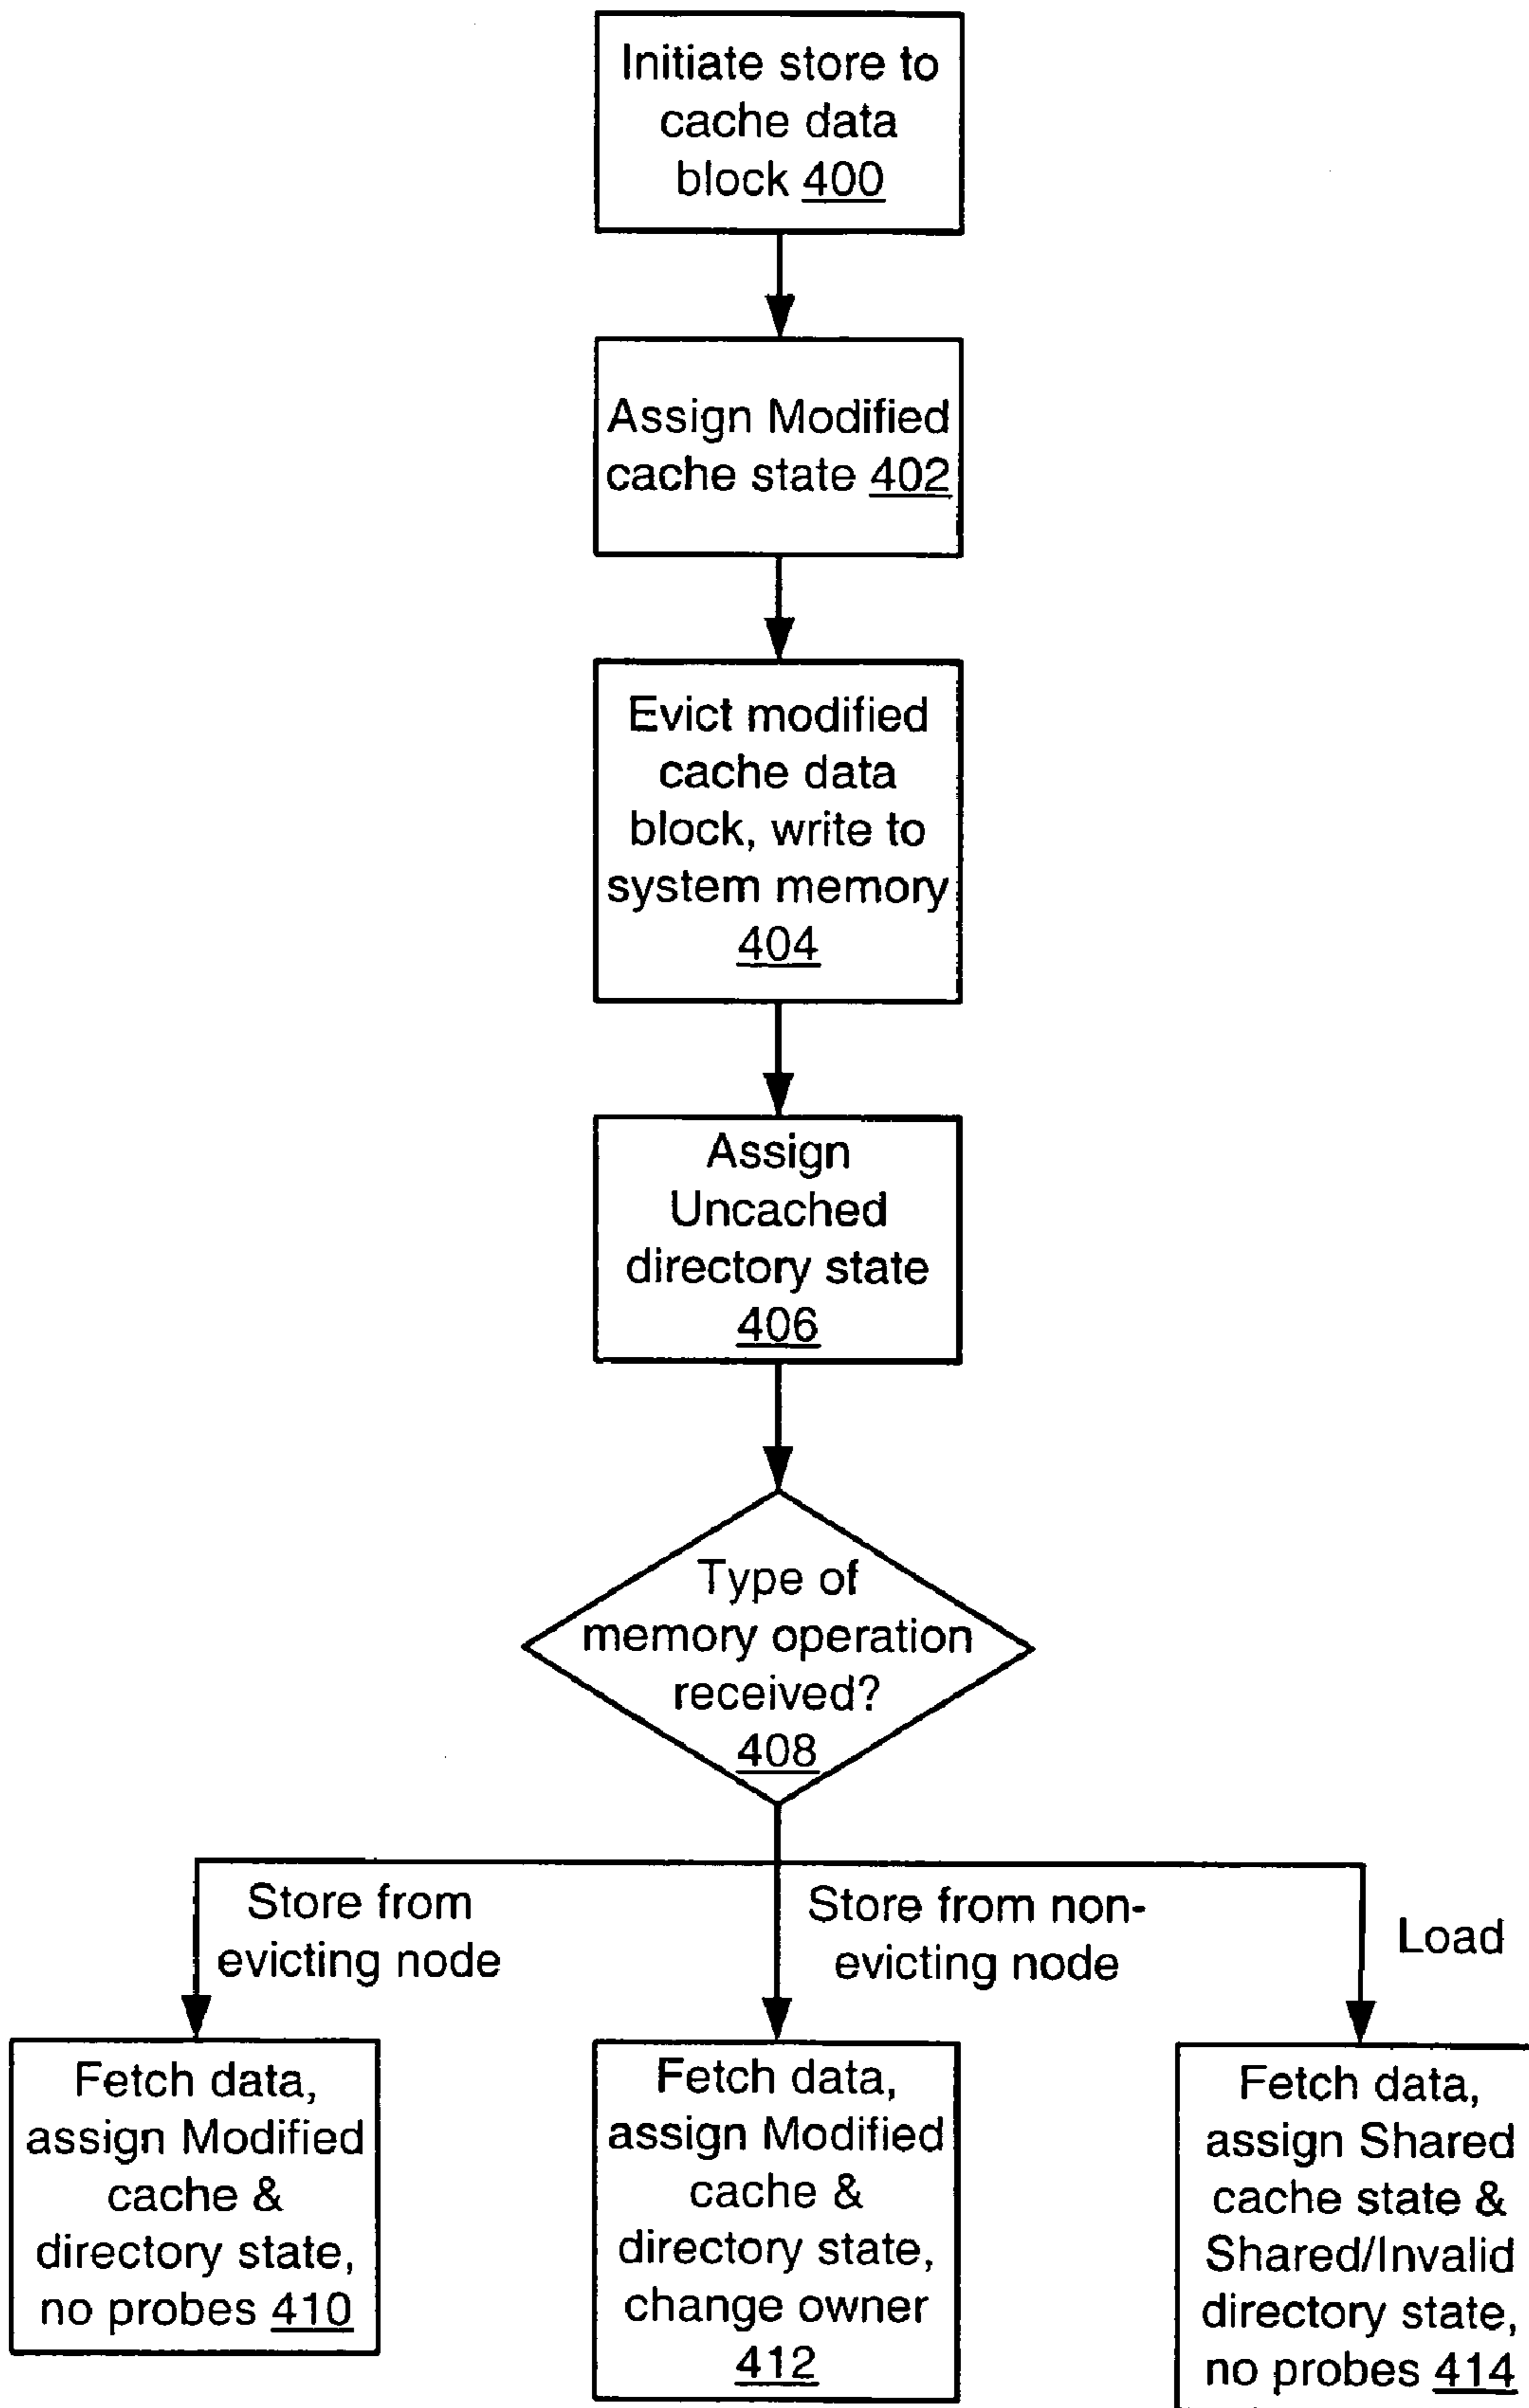 Initiate store to
cache data
block 400
Assign Modified
cache state 402
Evict modified
cache data
block, write to
system memory
404
Assign
Uncached
directory state
406
Type of
memory operation
received?
408
Store from
evicting node
Store from non-
evicting node
Load
Fetch data,
assign Modified
cache &
directory state,
no probes 410
Fetch data,
assign Modified
cache &
directory state,
change owner
412
Fetch data,
assign Shared
cache state &
Shared/Invalid
directory state,
no probes 414